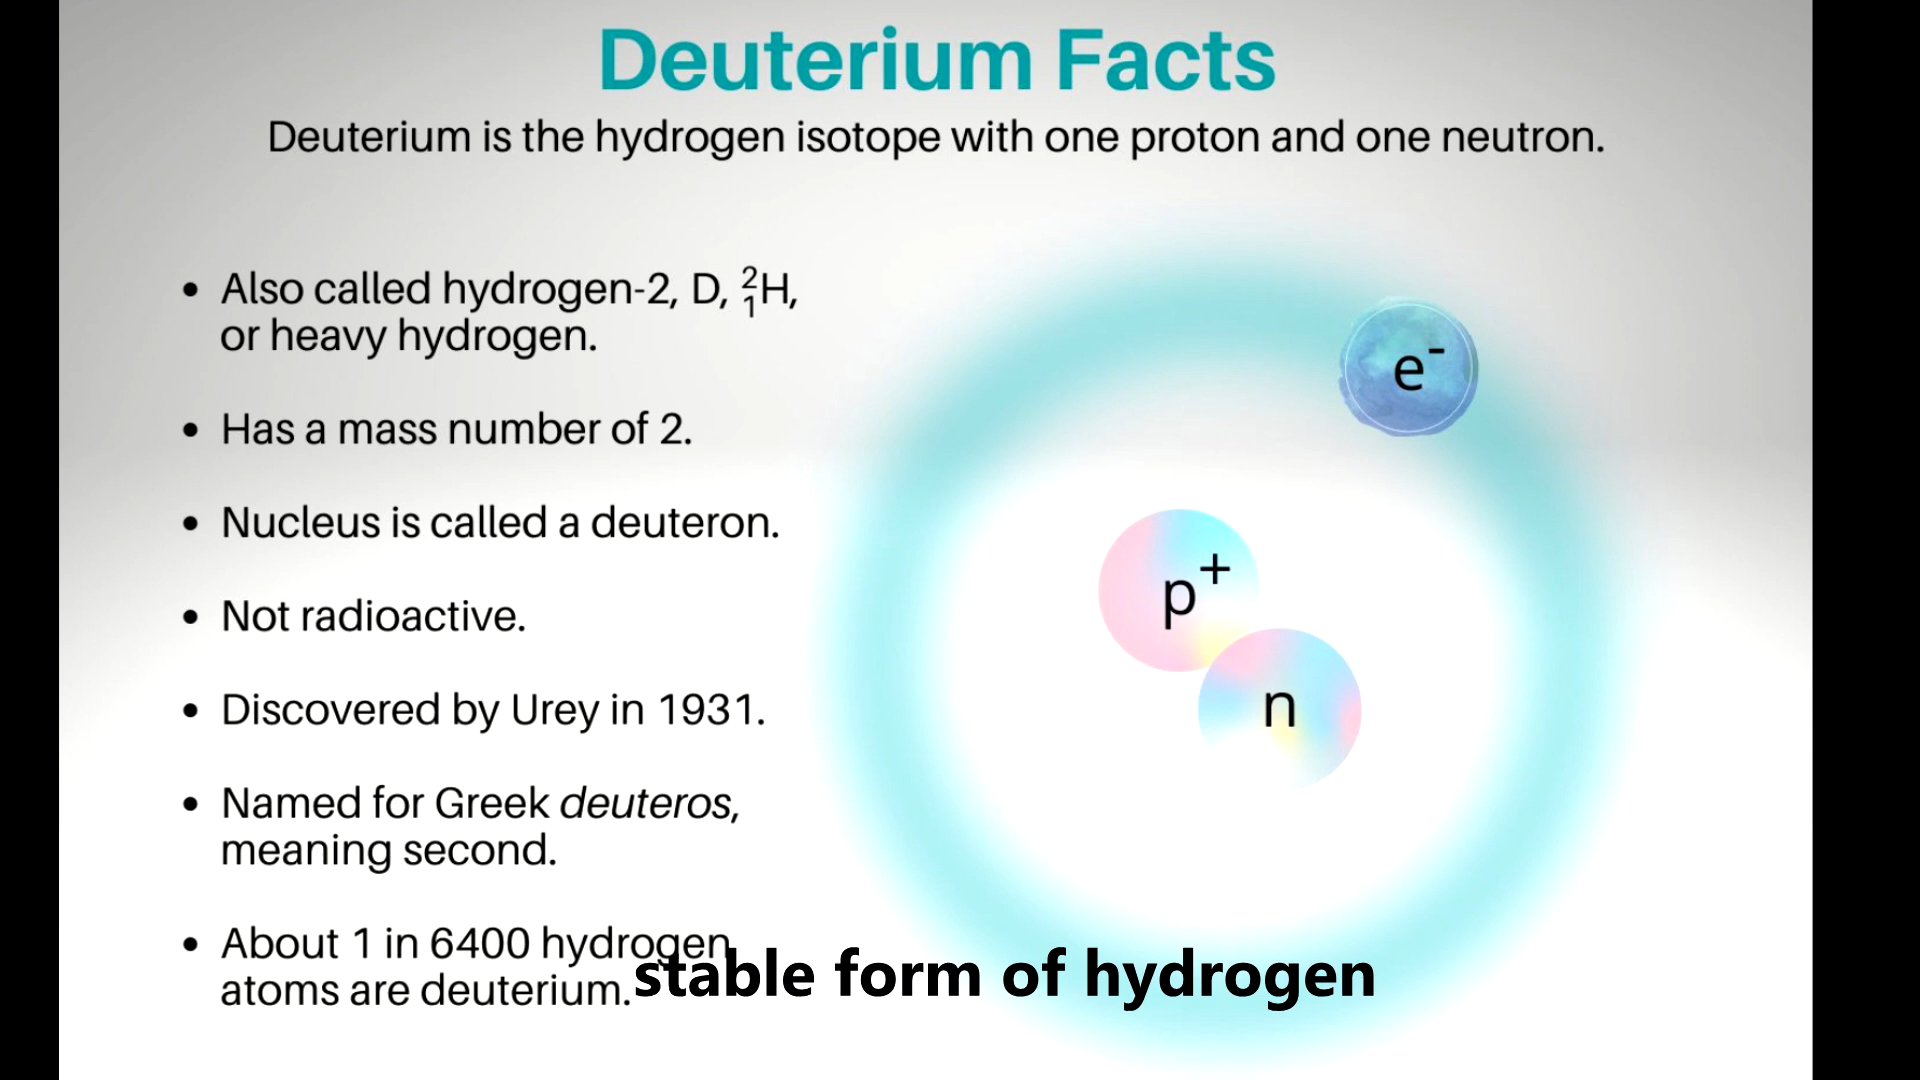 Deuterium Facts
Deuterium is the hydrogen isotope with one proton and one neutron.
• Also called hydrogen-2, D, ²₁H,
or heavy hydrogen.
• Has a mass number of 2.
• Nucleus is called a deuteron.
• Not radioactive.
• Discovered by Urey in 1931.
• Named for Greek deuteros,
meaning second.
• About 1 in 6400 hydrogen
atoms are deuterium.
e⁻
p⁺
n
stable form of hydrogen